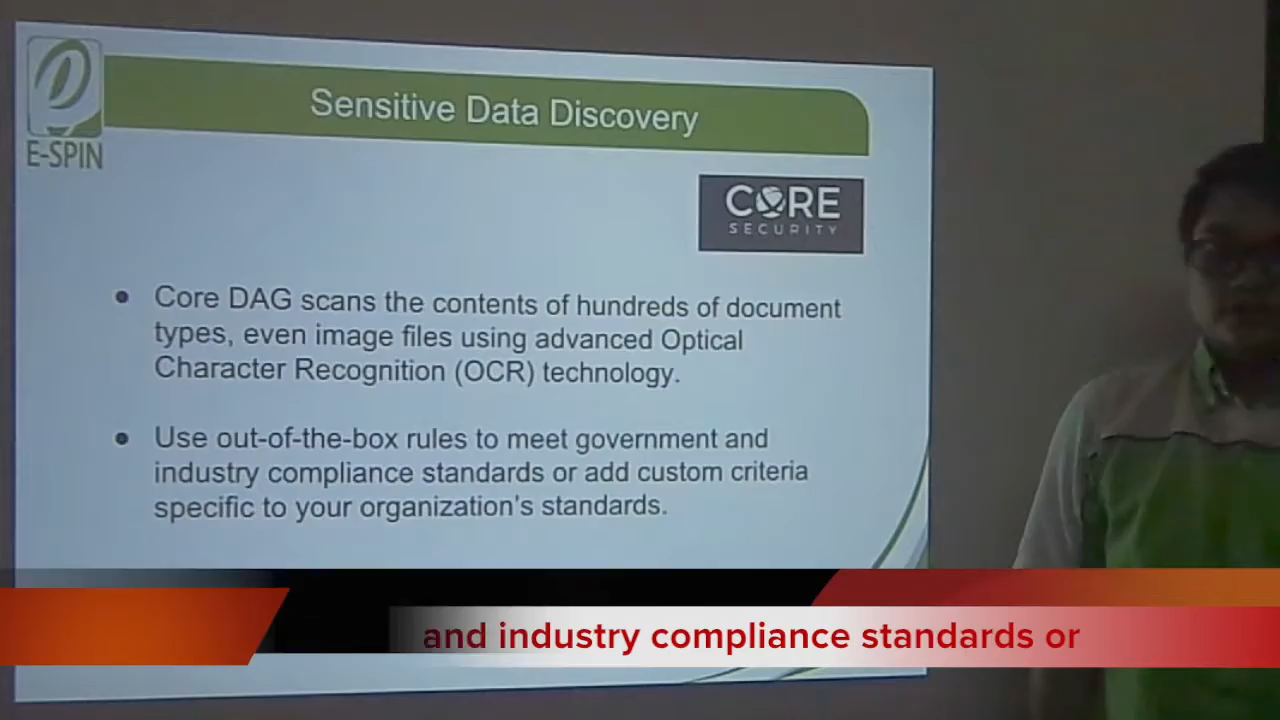 Sensitive Data Discovery
E-SPIN
CORE
SECURITY
• Core DAG scans the contents of hundreds of document
types, even image files using advanced Optical
Character Recognition (OCR) technology.
• Use out-of-the-box rules to meet government and
industry compliance standards or add custom criteria
specific to your organization's standards.
and industry compliance standards or